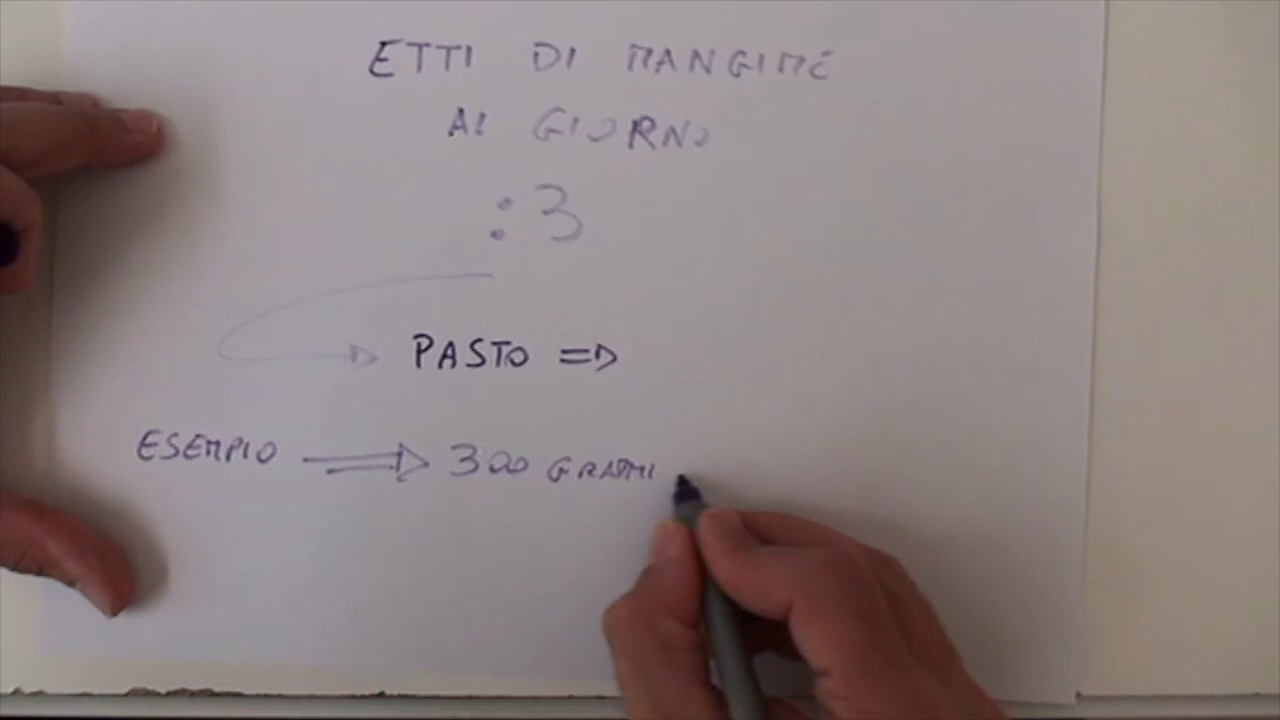 ETTI DI MANGIME
AL GIORNO
:3
PASTO =>
ESEMPIO => 300 GRAMMI